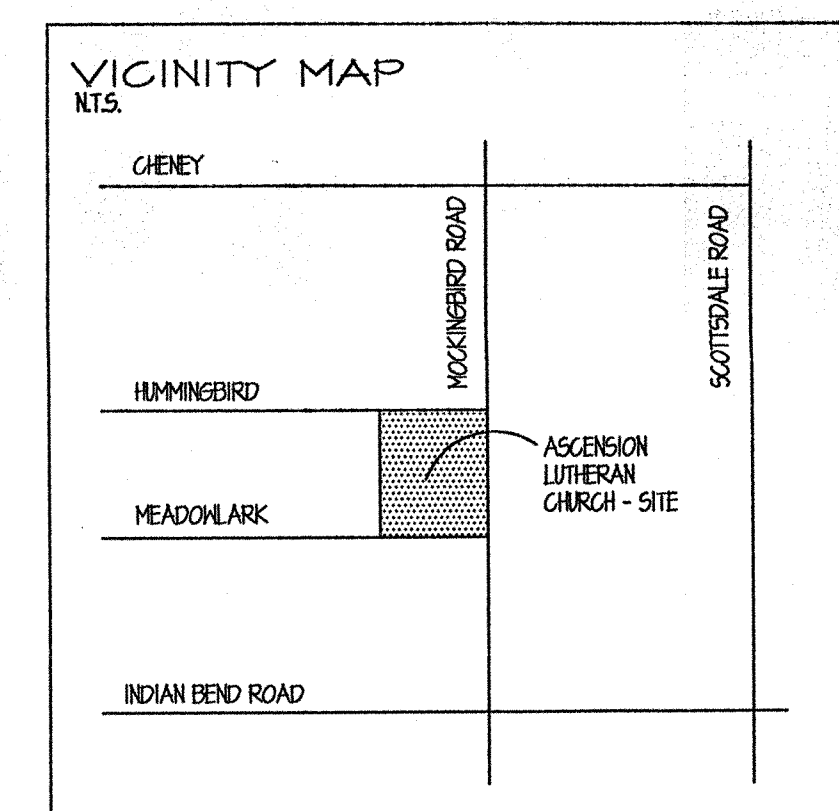 VICINITY MAP
N.T.S.
CHENEY
MOCKINGBIRD ROAD
SCOTTSDALE ROAD
HUMMINGBIRD
ASCENSION
LUTHERAN
CHURCH - SITE
MEADOWLARK
INDIAN BEND ROAD